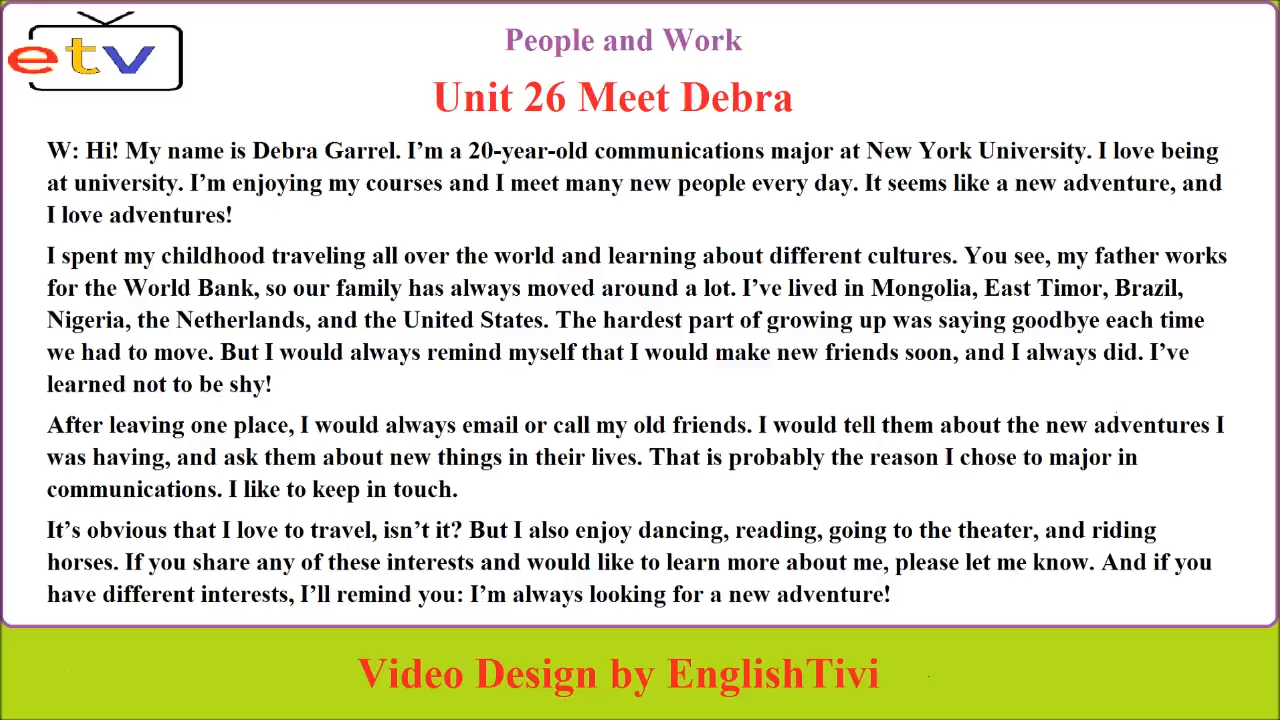 etv
People and Work
Unit 26 Meet Debra
W: Hi! My name is Debra Garrel. I’m a 20-year-old communications major at New York University. I love being
at university. I’m enjoying my courses and I meet many new people every day. It seems like a new adventure, and
I love adventures!
I spent my childhood traveling all over the world and learning about different cultures. You see, my father works
for the World Bank, so our family has always moved around a lot. I’ve lived in Mongolia, East Timor, Brazil,
Nigeria, the Netherlands, and the United States. The hardest part of growing up was saying goodbye each time
we had to move. But I would always remind myself that I would make new friends soon, and I always did. I’ve
learned not to be shy!
After leaving one place, I would always email or call my old friends. I would tell them about the new adventures I
was having, and ask them about new things in their lives. That is probably the reason I chose to major in
communications. I like to keep in touch.
It’s obvious that I love to travel, isn’t it? But I also enjoy dancing, reading, going to the theater, and riding
horses. If you share any of these interests and would like to learn more about me, please let me know. And if you
have different interests, I’ll remind you: I’m always looking for a new adventure!
Video Design by EnglishTivi